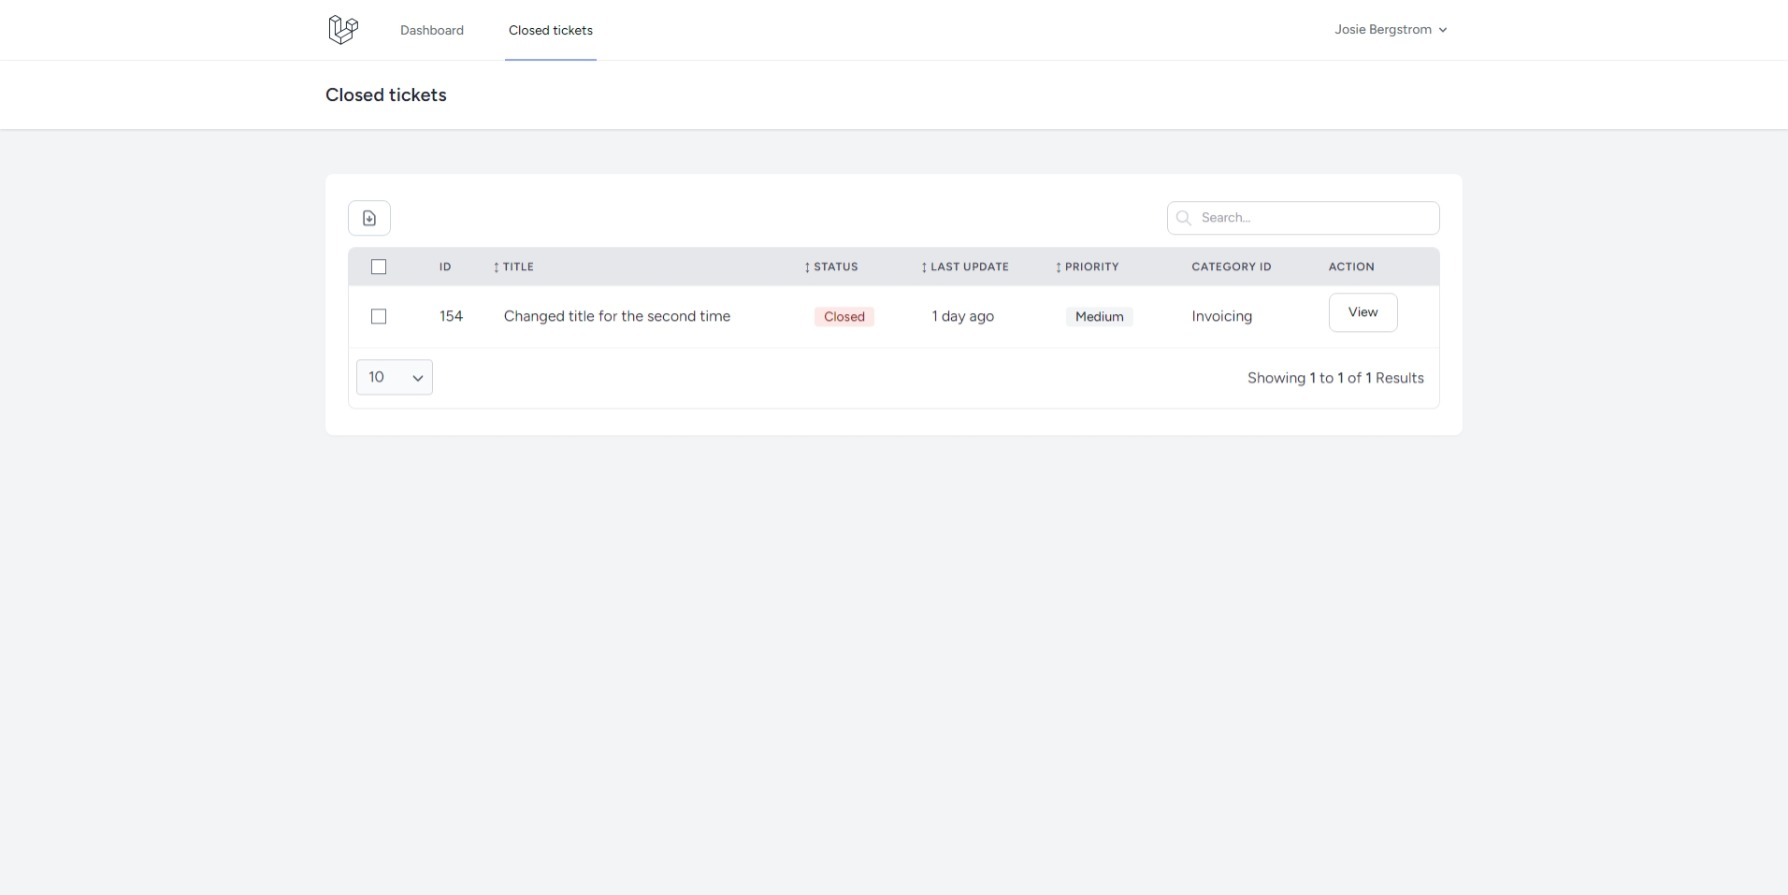 Dashboard Closed tickets Josie Bergstrom
Closed tickets
Search...
ID TITLE STATUS LAST UPDATE PRIORITY CATEGORY ID ACTION
154 Changed title for the second time Closed 1 day ago Medium Invoicing View
10 Showing 1 to 1 of 1 Results